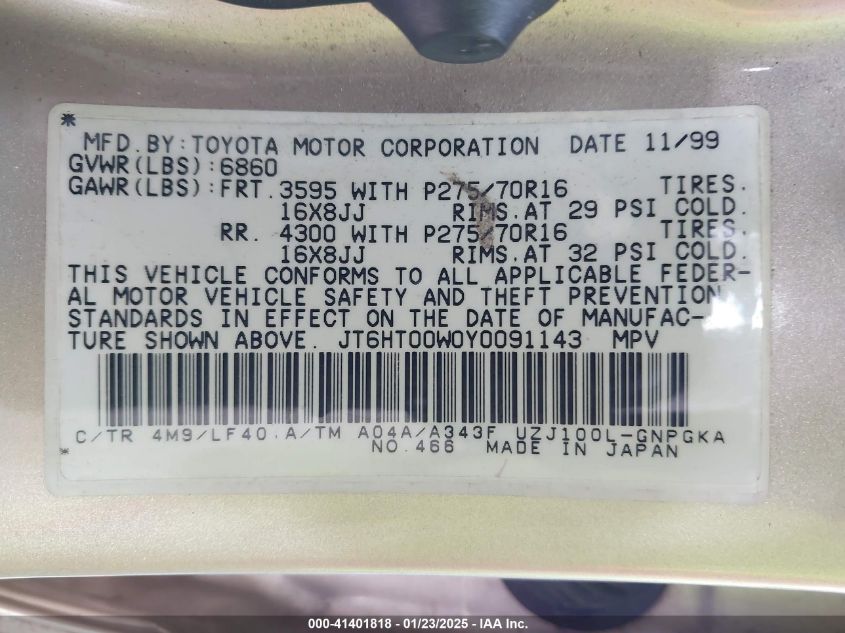 MFD.BY:TOYOTA MOTOR CORPORATION DATE 11/99
GVWR(LBS):6860
GAWR(LBS):FRT.3595 WITH P275/70R16 TIRES.
16X8JJ RIMS.AT 29 PSI COLD.
RR. 4300 WITH P275/70R16 TIRES.
16X8JJ RIMS.AT 32 PSI COLD.
THIS VEHICLE CONFORMS TO ALL APPLICABLE FEDER-
AL MOTOR VEHICLE SAFETY AND THEFT PREVENTION
STANDARDS IN EFFECT ON THE DATE OF MANUFAC-
TURE SHOWN ABOVE. JT6HT00W0Y0091143 MPV
C/TR 4M9/LF40.A/TM A04A/A343F UZJ100L-GNPGKA
NO.466 MADE IN JAPAN
000-41401818 - 01/23/2025 - IAA Inc.